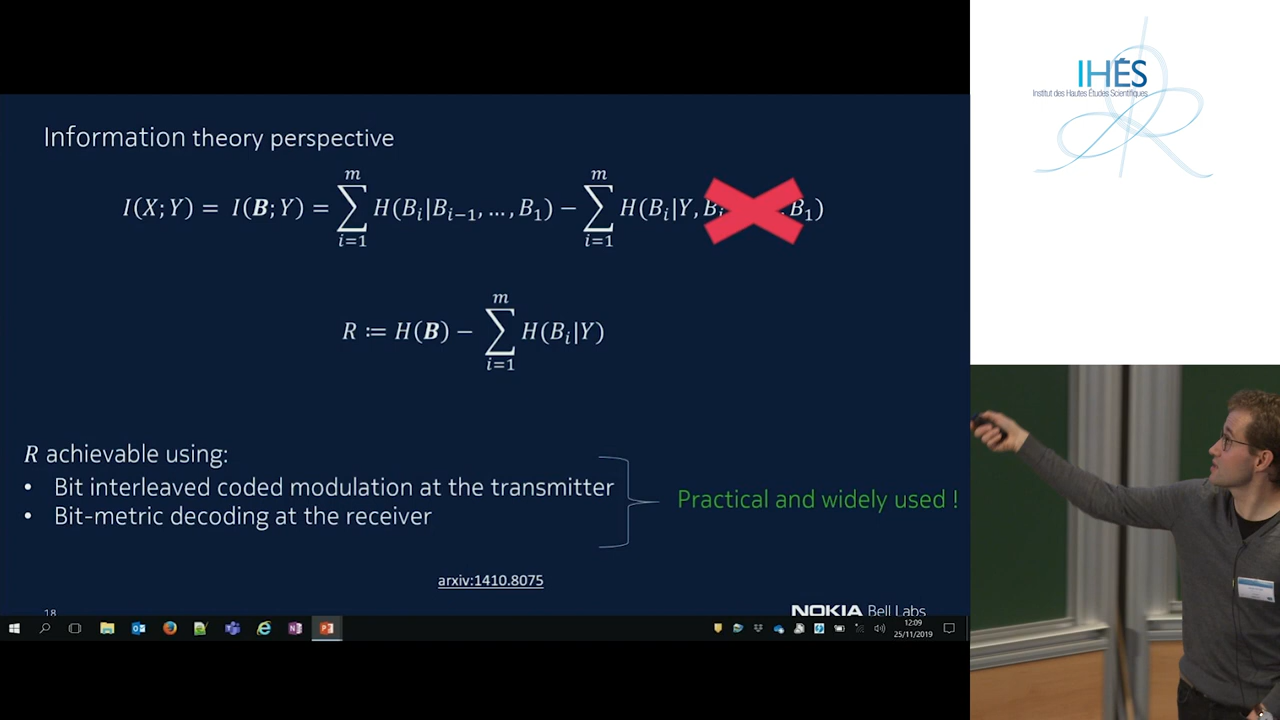 IHÉS
Institut des Hautes Études Scientifiques
Information theory perspective
I(X;Y) = I(B;Y) = ∑_{i=1}^{m} H(B_i|B_{i−1}, …, B_1) − ∑_{i=1}^{m} H(B_i|Y, B_1)
R ≔ H(B) − ∑_{i=1}^{m} H(B_i|Y)
R achievable using:
• Bit interleaved coded modulation at the transmitter
• Bit-metric decoding at the receiver
Practical and widely used !
arxiv:1410.8075
18
NOKIA Bell Labs
12:09
25/11/2019